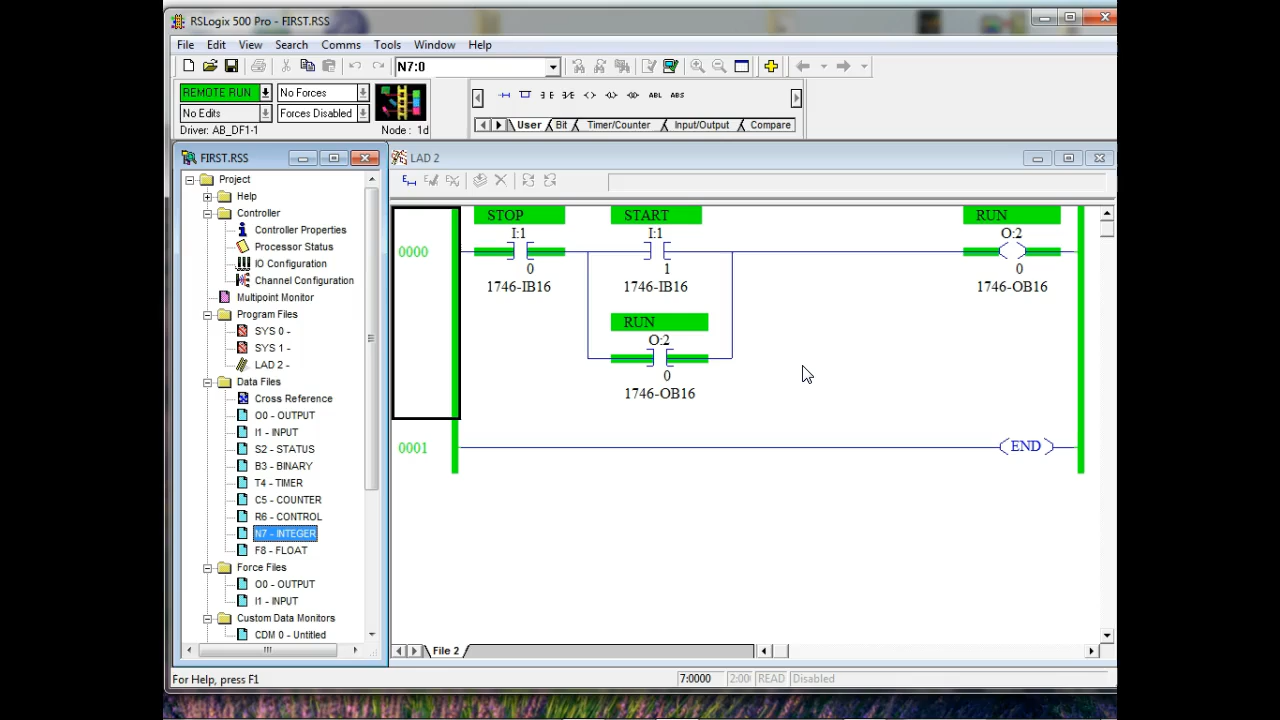 RSLogix 500 Pro - FIRST.RSS
File Edit View Search Comms Tools Window Help
N7:0
REMOTE RUN No Forces
No Edits Forces Disabled
Driver: AB_DF1-1 Node : 1d
ABL ABS
User Bit Timer/Counter Input/Output Compare
FIRST.RSS
Project
Help
Controller
Controller Properties
Processor Status
IO Configuration
Channel Configuration
Multipoint Monitor
Program Files
SYS 0 -
SYS 1 -
LAD 2 -
Data Files
Cross Reference
O0 - OUTPUT
I1 - INPUT
S2 - STATUS
B3 - BINARY
T4 - TIMER
C5 - COUNTER
R6 - CONTROL
N7 - INTEGER
F8 - FLOAT
Force Files
O0 - OUTPUT
I1 - INPUT
Custom Data Monitors
CDM 0 - Untitled
LAD 2
STOP START RUN
I:1 I:1 O:2
0000
0 1 0
1746-IB16 1746-IB16 1746-OB16
RUN
O:2
0
1746-OB16
0001 END
File 2
For Help, press F1 7:0000 2:00 READ Disabled